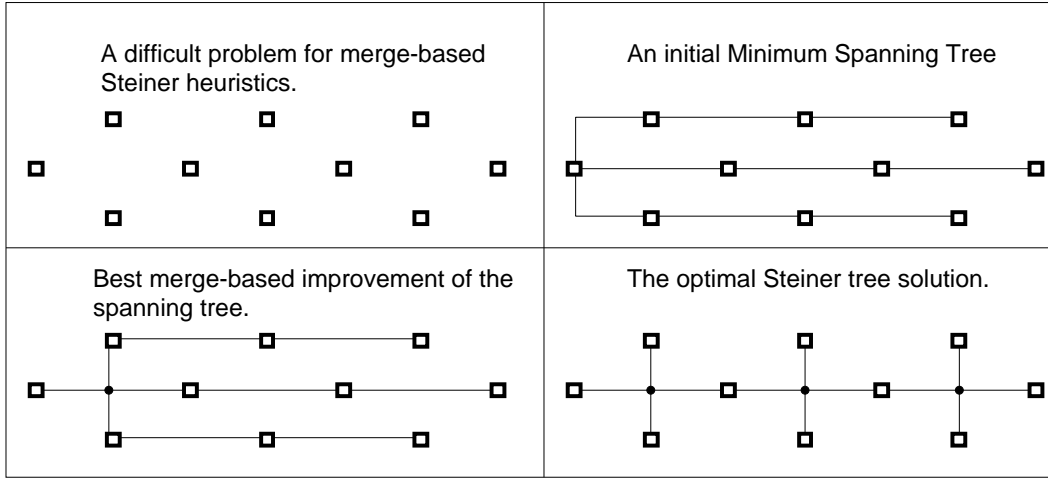 A difficult problem for merge-based
Steiner heuristics.
An initial Minimum Spanning Tree
Best merge-based improvement of the
spanning tree.
The optimal Steiner tree solution.